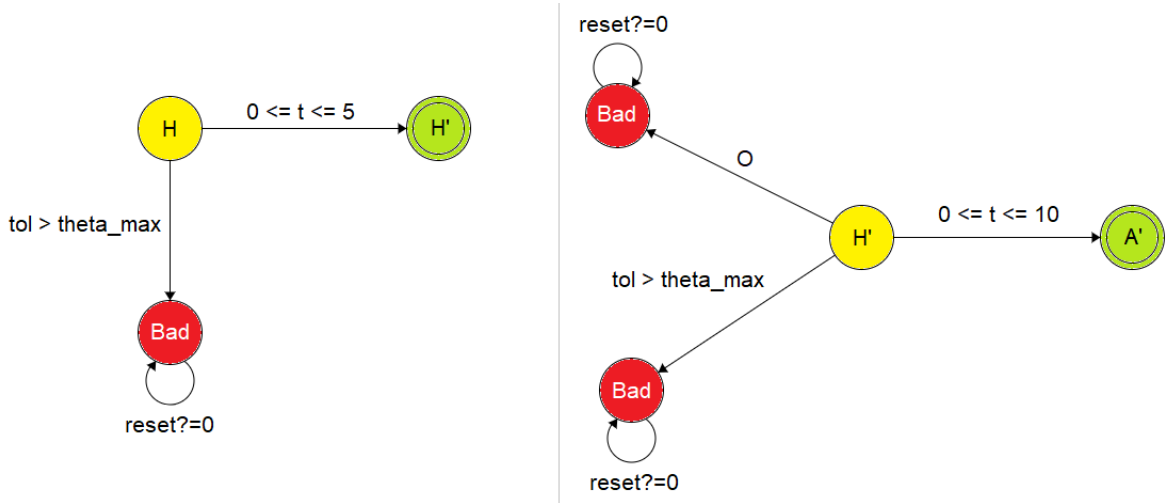 H
0 <= t <= 5
H'
tol > theta_max
Bad
reset?=0
reset?=0
Bad
O
H'
0 <= t <= 10
A'
tol > theta_max
Bad
reset?=0